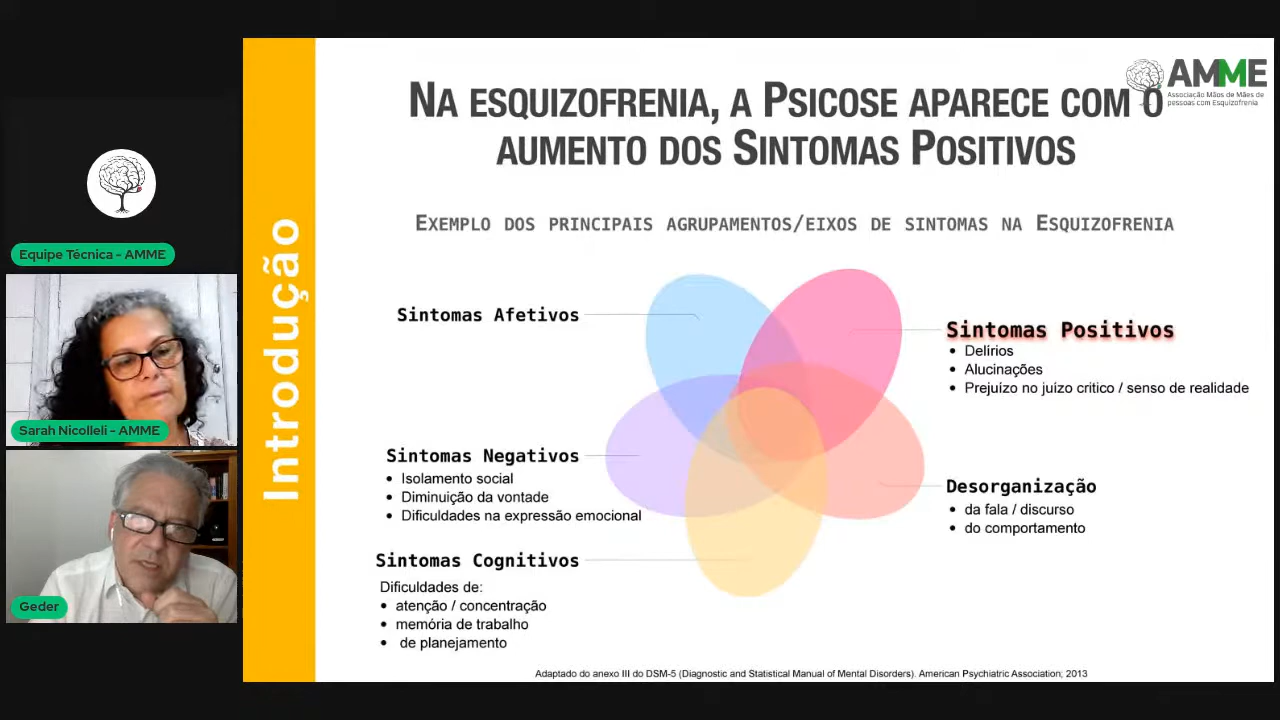 NA ESQUIZOFRENIA, A PSICOSE APARECE COM O
AUMENTO DOS SINTOMAS POSITIVOS
AMME
Associação Mãos de Mães de
pessoas com Esquizofrenia
EXEMPLO DOS PRINCIPAIS AGRUPAMENTOS/EIXOS DE SINTOMAS NA ESQUIZOFRENIA
Introdução
Equipe Técnica - AMME
Sarah Nicolleli - AMME
Geder
Sintomas Afetivos
Sintomas Positivos
• Delírios
• Alucinações
• Prejuízo no juízo critico / senso de realidade
Sintomas Negativos
• Isolamento social
• Diminuição da vontade
• Dificuldades na expressão emocional
Desorganização
• da fala / discurso
• do comportamento
Sintomas Cognitivos
Dificuldades de:
• atenção / concentração
• memória de trabalho
• de planejamento
Adaptado do anexo III do DSM-5 (Diagnostic and Statistical Manual of Mental Disorders). American Psychiatric Association; 2013